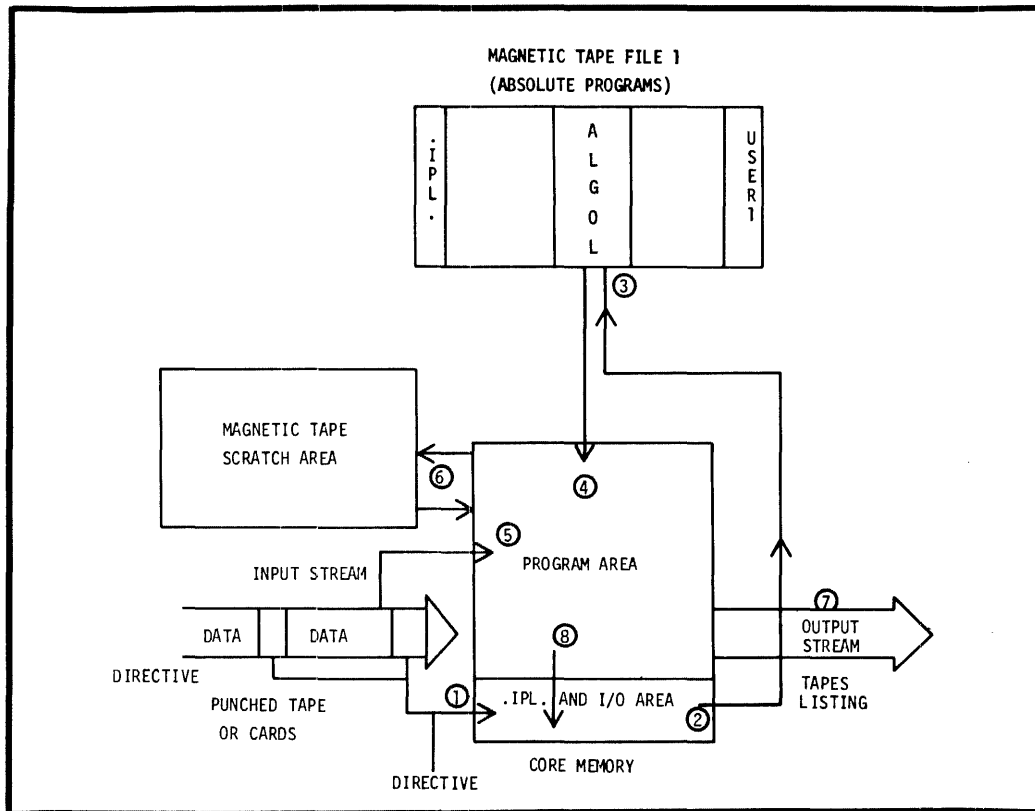 MAGNETIC TAPE FILE 1
(ABSOLUTE PROGRAMS)
.IPL.
ALGOL
USER1
3
MAGNETIC TAPE
SCRATCH AREA
6
4
5
INPUT STREAM
PROGRAM AREA
7
DATA
DATA
8
OUTPUT
STREAM
DIRECTIVE
PUNCHED TAPE
OR CARDS
1
.IPL. AND I/O AREA
2
TAPES
LISTING
DIRECTIVE
CORE MEMORY